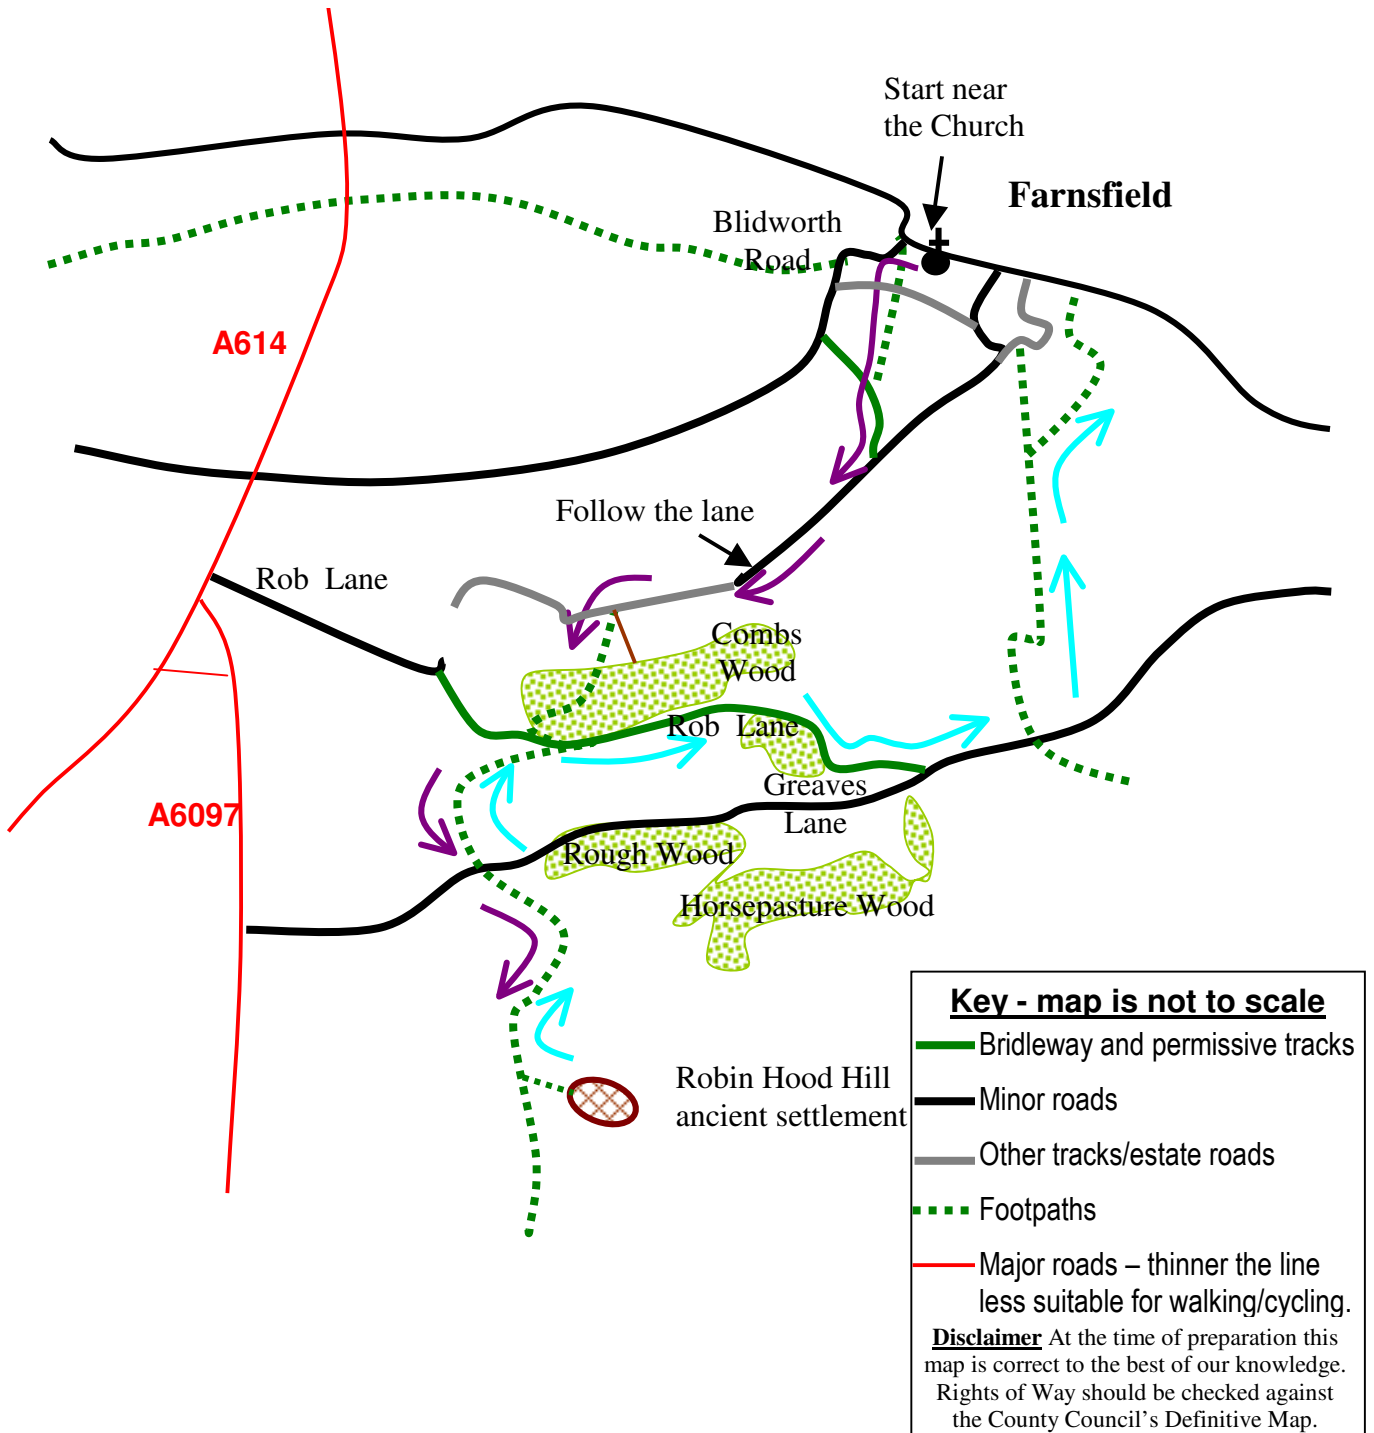 Start near
the Church
Farnsfield
Blidworth
Road
A614
Follow the lane
Rob Lane
Combs
Wood
Rob Lane
Greaves
Lane
A6097
Rough Wood
Horsepasture Wood
Robin Hood Hill
ancient settlement
Key - map is not to scale
Bridleway and permissive tracks
Minor roads
Other tracks/estate roads
Footpaths
Major roads – thinner the line
less suitable for walking/cycling.
Disclaimer At the time of preparation this
map is correct to the best of our knowledge.
Rights of Way should be checked against
the County Council’s Definitive Map.